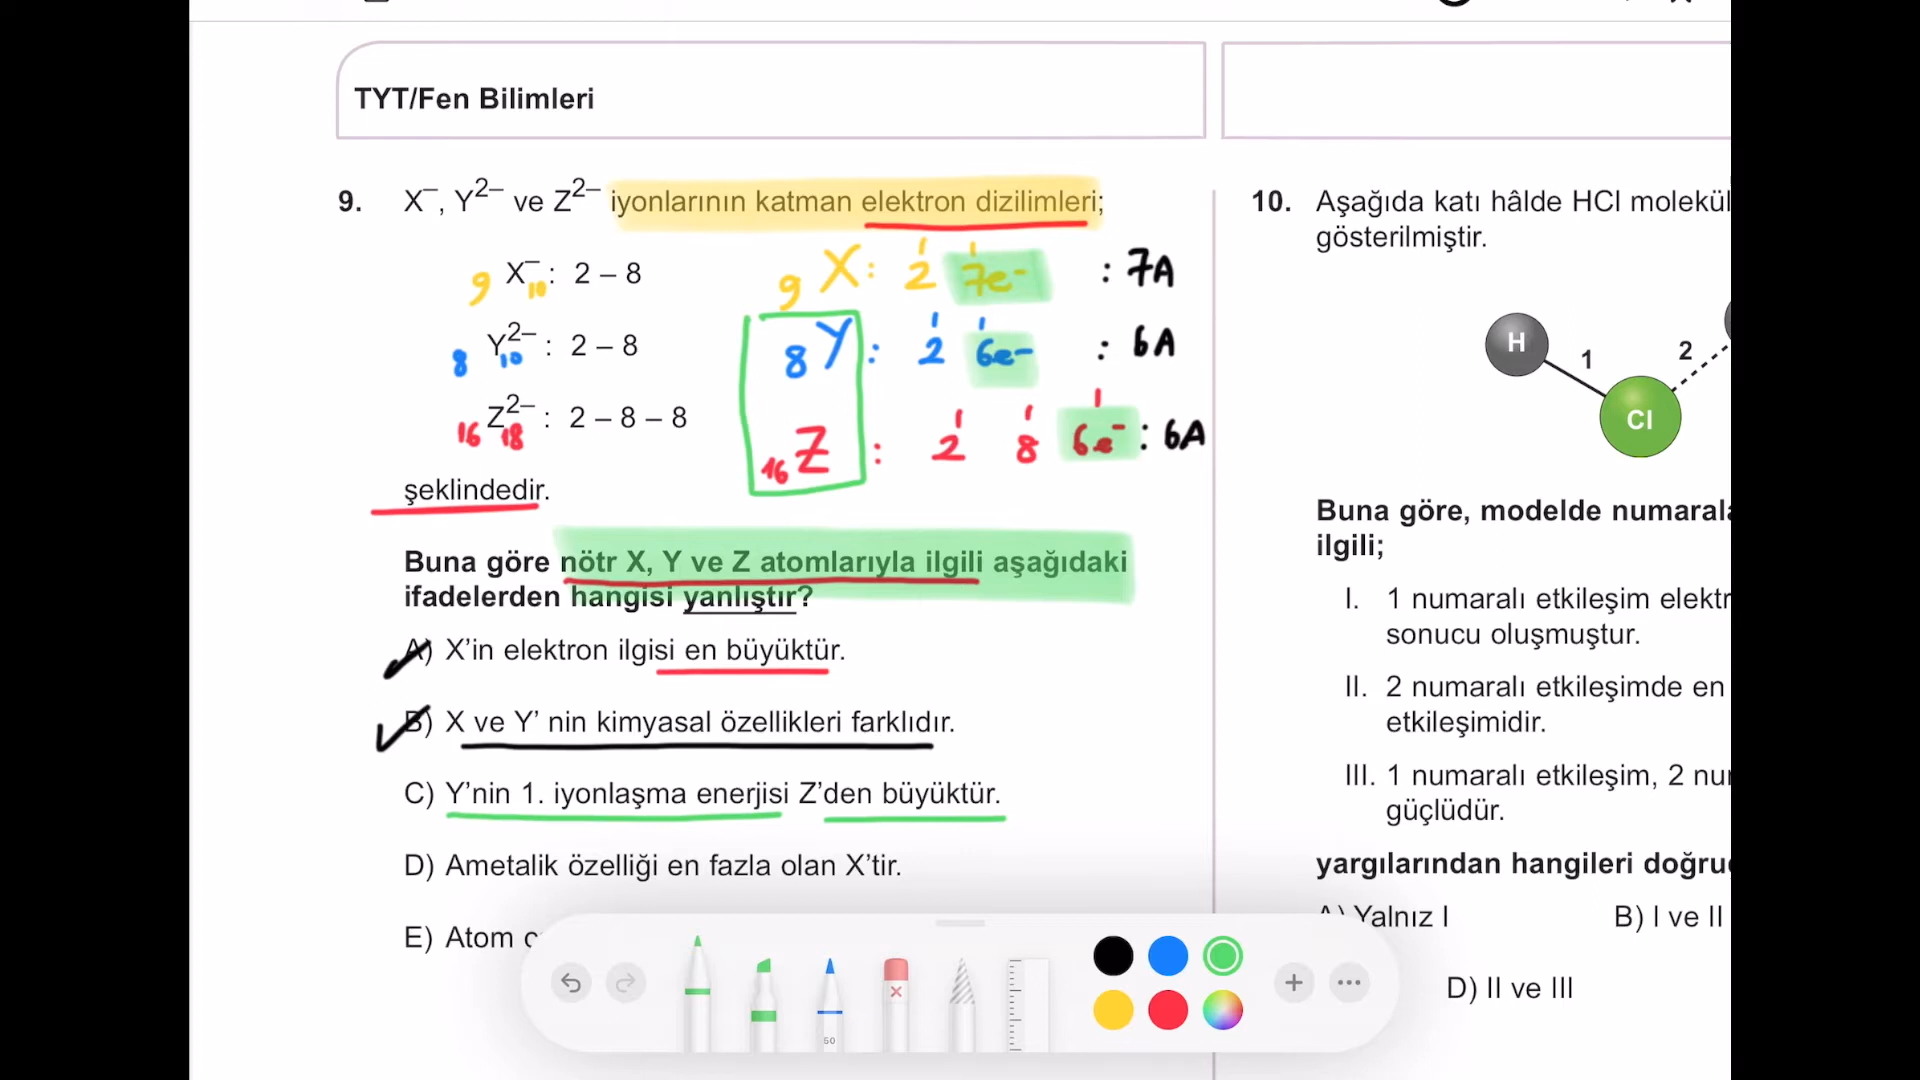 TYT/Fen Bilimleri
9. X⁻, Y²⁻ ve Z²⁻ iyonlarının katman elektron dizilimleri;
9 X⁻ 10 : 2 – 8
9 X: 2 7e⁻ : 7A
8 Y²⁻ 10 : 2 – 8
8 Y: 2 6e⁻ : 6A
16 Z²⁻ 18 : 2 – 8 – 8
16 Z: 2 8 6e⁻ : 6A
şeklindedir.
Buna göre nötr X, Y ve Z atomlarıyla ilgili aşağıdaki
ifadelerden hangisi yanlıştır?
A) X’in elektron ilgisi en büyüktür.
B) X ve Y’ nin kimyasal özellikleri farklıdır.
C) Y’nin 1. iyonlaşma enerjisi Z’den büyüktür.
D) Ametalik özelliği en fazla olan X’tir.
E) Atom
10. Aşağıda katı hâlde HCl molekül
gösterilmiştir.
H
1
2
Cl
Buna göre, modelde
ilgili;
I. 1 numaralı etkileşim elektr
sonucu oluşmuştur.
II. 2 numaralı etkileşimde en
etkileşimidir.
III. 1 numaralı etkileşim, 2
güçlüdür.
yargılarından hangileri
A) Yalnız I
B) I ve II
D) II ve III
50